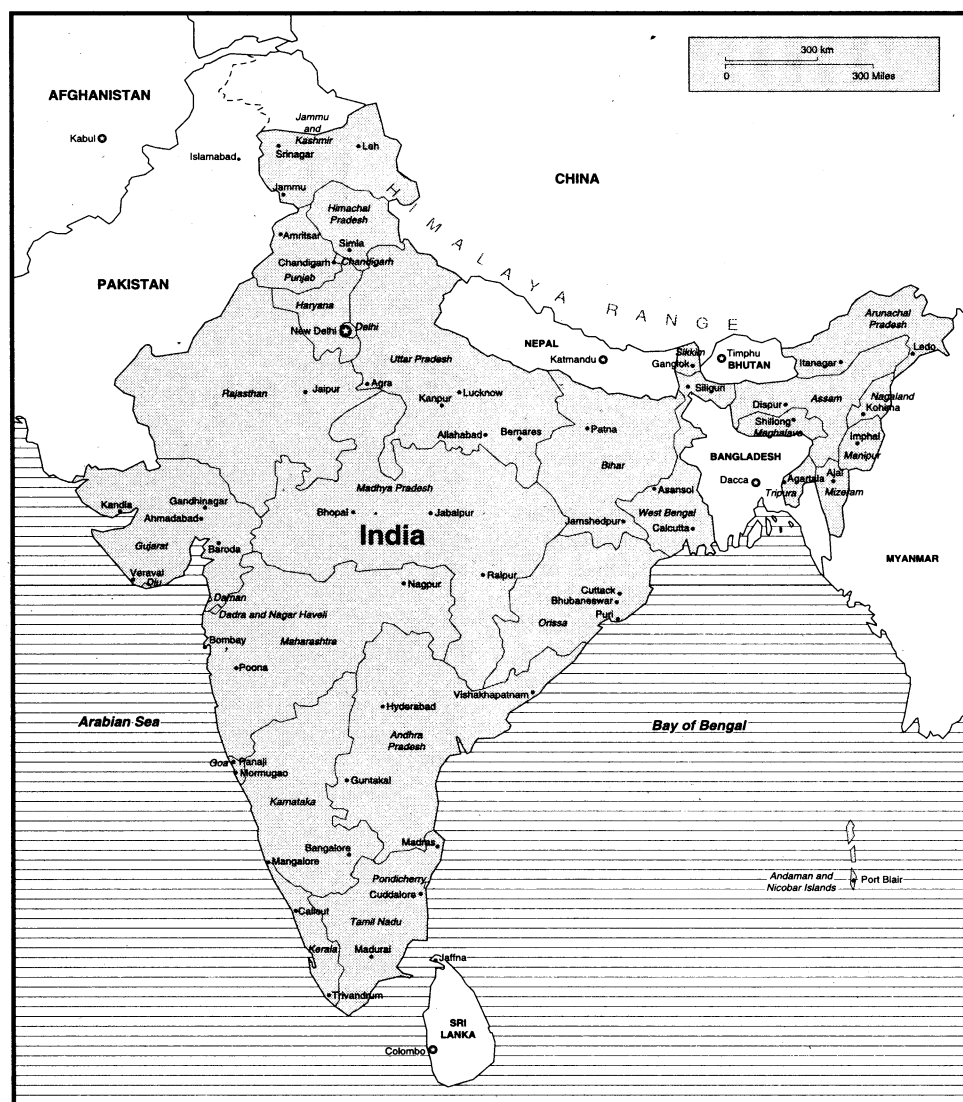 300 km
0 300 Miles
AFGHANISTAN
Kabul
Jammu
and
Kashmir
Islamabad
Srinagar
Leh
CHINA
Jammu
HIMALAYA RANGE
Himachal
Pradesh
Amritsar
Simla
Chandigarh
Chandigarh
Punjab
PAKISTAN
Haryana
New Delhi
Delhi
Arunachal
Pradesh
NEPAL
Katmandu
Sikkim
Gangtok
Timphu
BHUTAN
Itanagar
Ledo
Uttar Pradesh
Rajasthan
Jaipur
Agra
Lucknow
Kanpur
Siliguri
Assam
Nagaland
Dispur
Kohima
Allahabad
Bernares
Patna
Shillong
Maghalaye
Imphal
Manipur
BANGLADESH
Bihar
Dacca
Agartala
Tripura
Aizal
Mizeram
Madhya Pradesh
Asansol
Kandla
Gandhinagar
Ahmadabad
Bhopal
Jabalpur
West Bengal
Jamshedpur
Calcutta
India
Gujarat
Baroda
MYANMAR
Veraval
Diu
Nagpur
Raipur
Daman
Cuttack
Bhubaneswar
Puri
Dadra and Nagar Haveli
Orissa
Bombay
Maharashtra
Poona
Vishakhapatnam
Hyderabad
Arabian Sea
Bay of Bengal
Andhra
Pradesh
Goa
Panaji
Mormugao
Guntakal
Karnataka
Madras
Bangalore
Mangalore
Pondicherry
Cuddalore
Andaman and
Nicobar Islands
Port Blair
Calicut
Tamil Nadu
Kerala
Madurai
Jaffna
Trivandrum
SRI
LANKA
Colombo